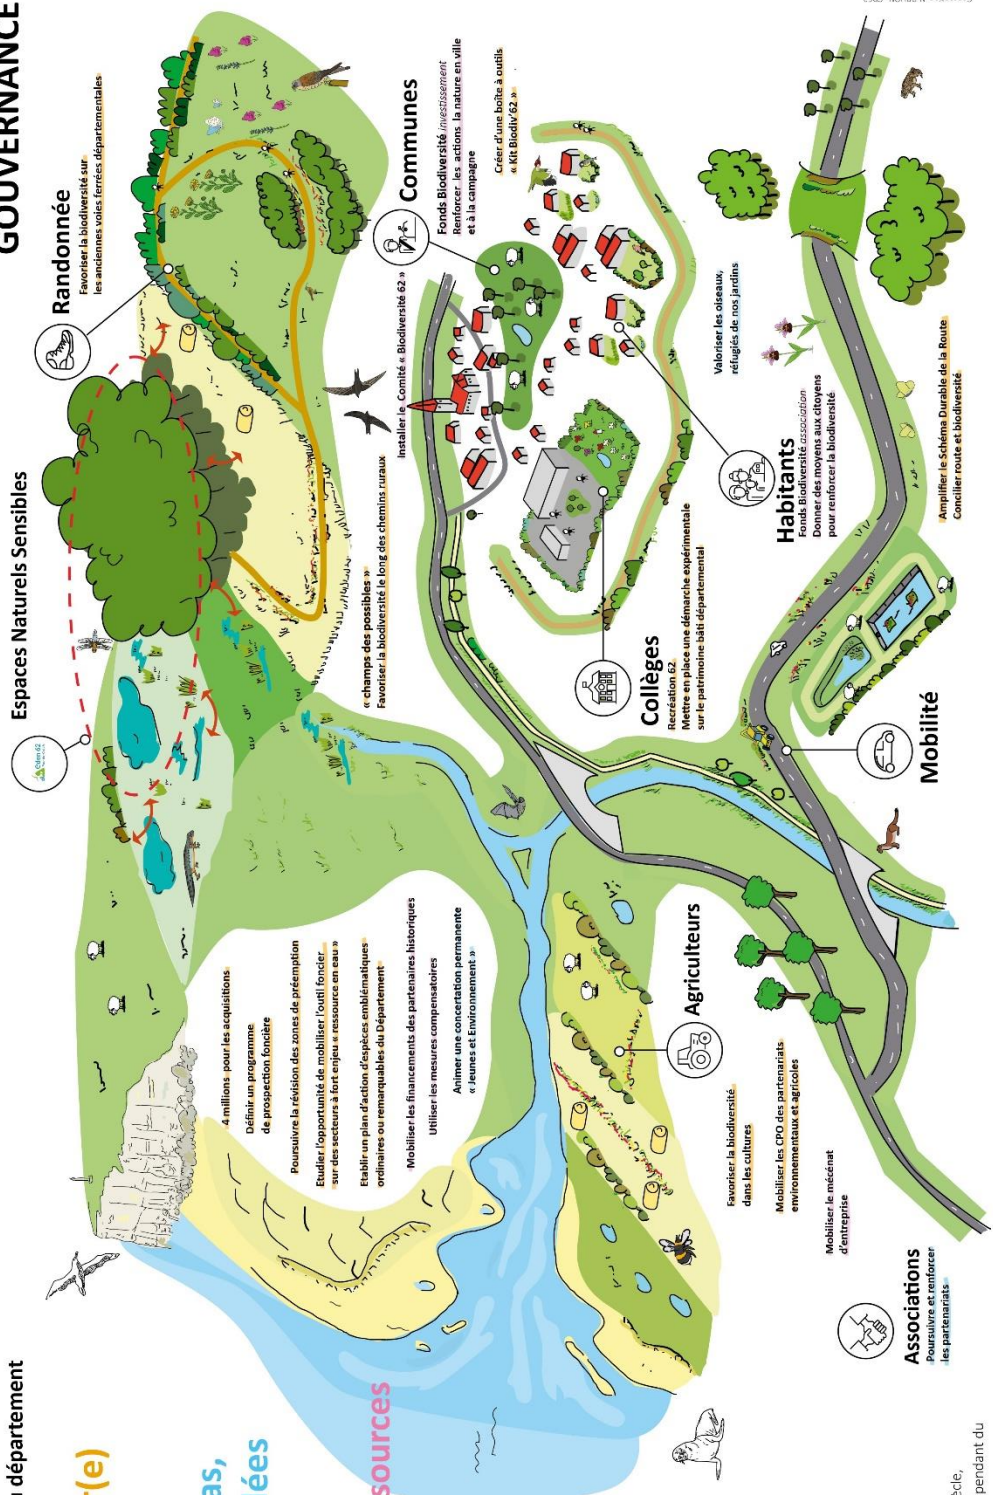 GOUVERNANCE
Espaces Naturels Sensibles
Eden 62
Randonnée
Favoriser la biodiversité sur
les anciennes voies ferrées départementales
Communes
Fonds Biodiversité investissement
Renforcer les actions la nature en ville
et à la campagne
Créer d'une boîte à outils
« Kit Biodiv'62 »
Installer le Comité « Biodiversité 62 »
« champs des possibles »
Favoriser la biodiversité le long des chemins ruraux
4 millions pour les acquisitions
Définir un programme
de prospection foncière
Poursuivre la révision des zones de préemption
Etudier l'opportunité de mobiliser l'outil foncier
sur des secteurs à fort enjeu « ressource en eau »
Etablir un plan d'action d'espèces emblématiques
ordinaires ou remarquables du Département
Mobiliser les financements des partenaires historiques
Utiliser les mesures compensatoires
Animer une concertation permanente
« Jeunes et Environnement »
Collèges
Recréation 62
Mettre en place une démarche expérimentale
sur le patrimoine bâti départemental
Valoriser les oiseaux,
réfugiés de nos jardins
Habitants
Fonds Biodiversité association
Donner des moyens aux citoyens
pour renforcer la biodiversité
Amplifier le Schéma Durable de la Route
Concilier route et biodiversité
Mobilité
Agriculteurs
Favoriser la biodiversité
dans les cultures
Mobiliser les CPO des partenariats
environnementaux et agricoles
Mobiliser le mécénat
d'entreprise
Associations
Poursuivre et renforcer
les partenariats
département
r(e)
as,
lées
sources
ècle,
pendant du